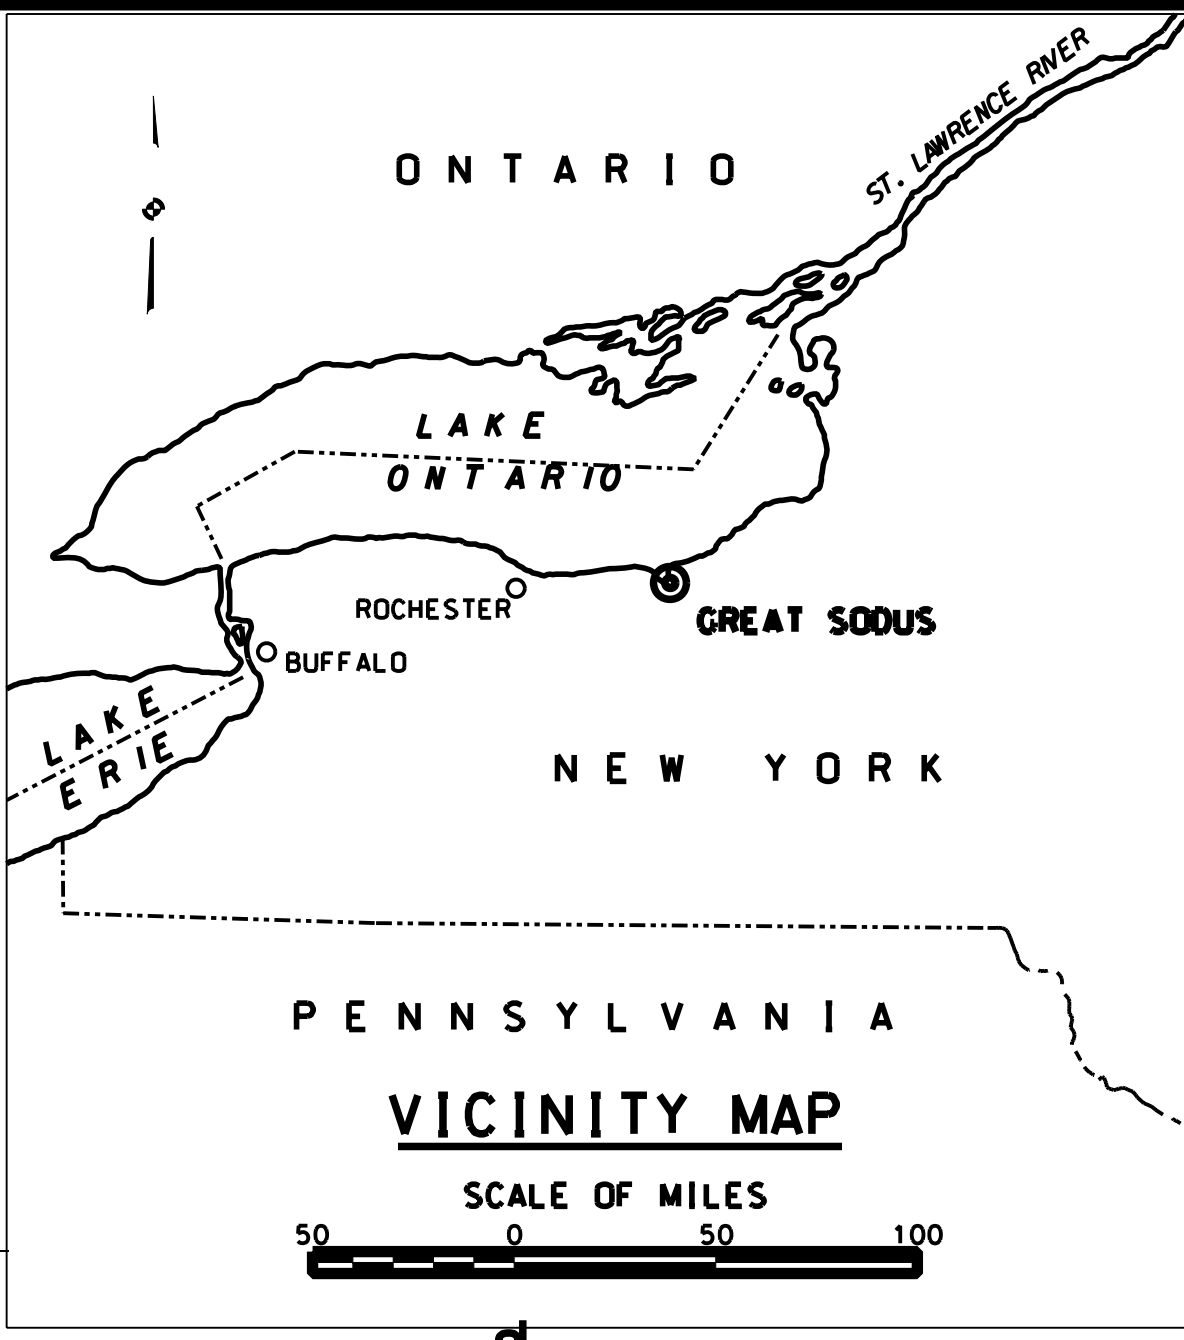 ST. LAWRENCE RIVER
ONTARIO
LAKE
ONTARIO
ROCHESTER
GREAT SODUS
BUFFALO
LAKE
ERIE
NEW YORK
PENNSYLVANIA
VICINITY MAP
SCALE OF MILES
50 0 50 100